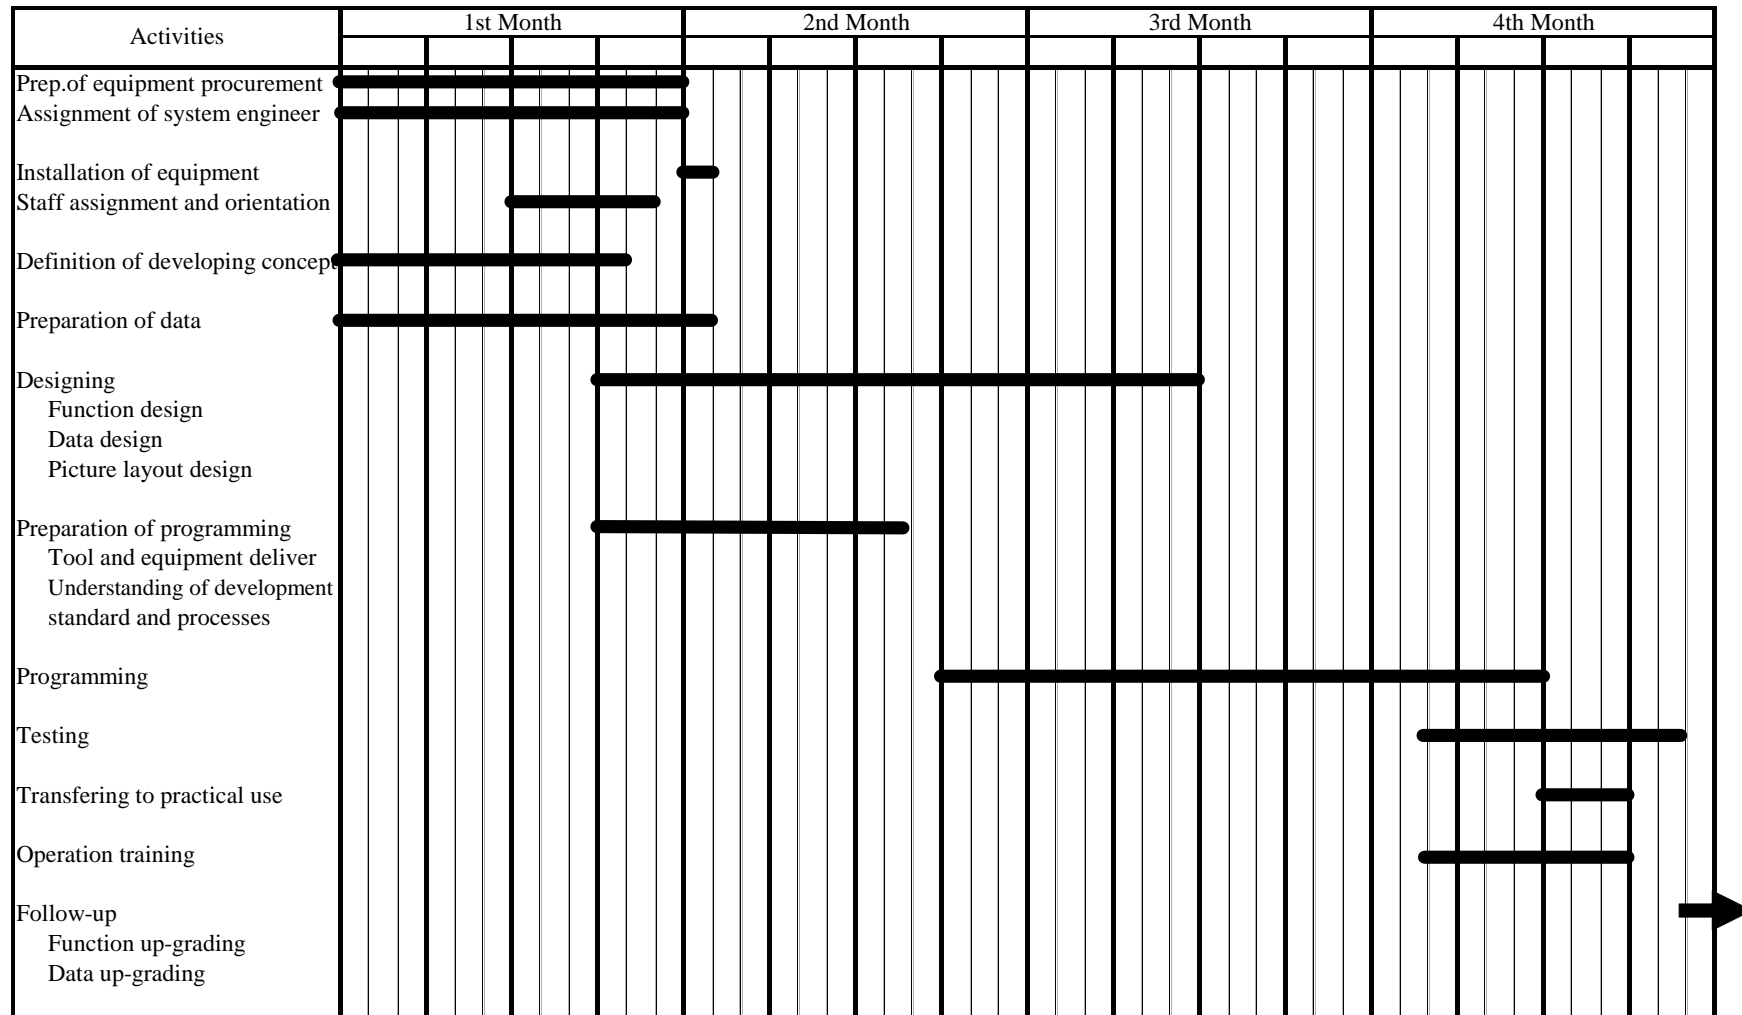 Activities
1st Month
2nd Month
3rd Month
4th Month
Prep.of equipment procurement
Assignment of system engineer
Installation of equipment
Staff assignment and orientation
Definition of developing concept
Preparation of data
Designing
Function design
Data design
Picture layout design
Preparation of programming
Tool and equipment deliver
Understanding of development
standard and processes
Programming
Testing
Transfering to practical use
Operation training
Follow-up
Function up-grading
Data up-grading